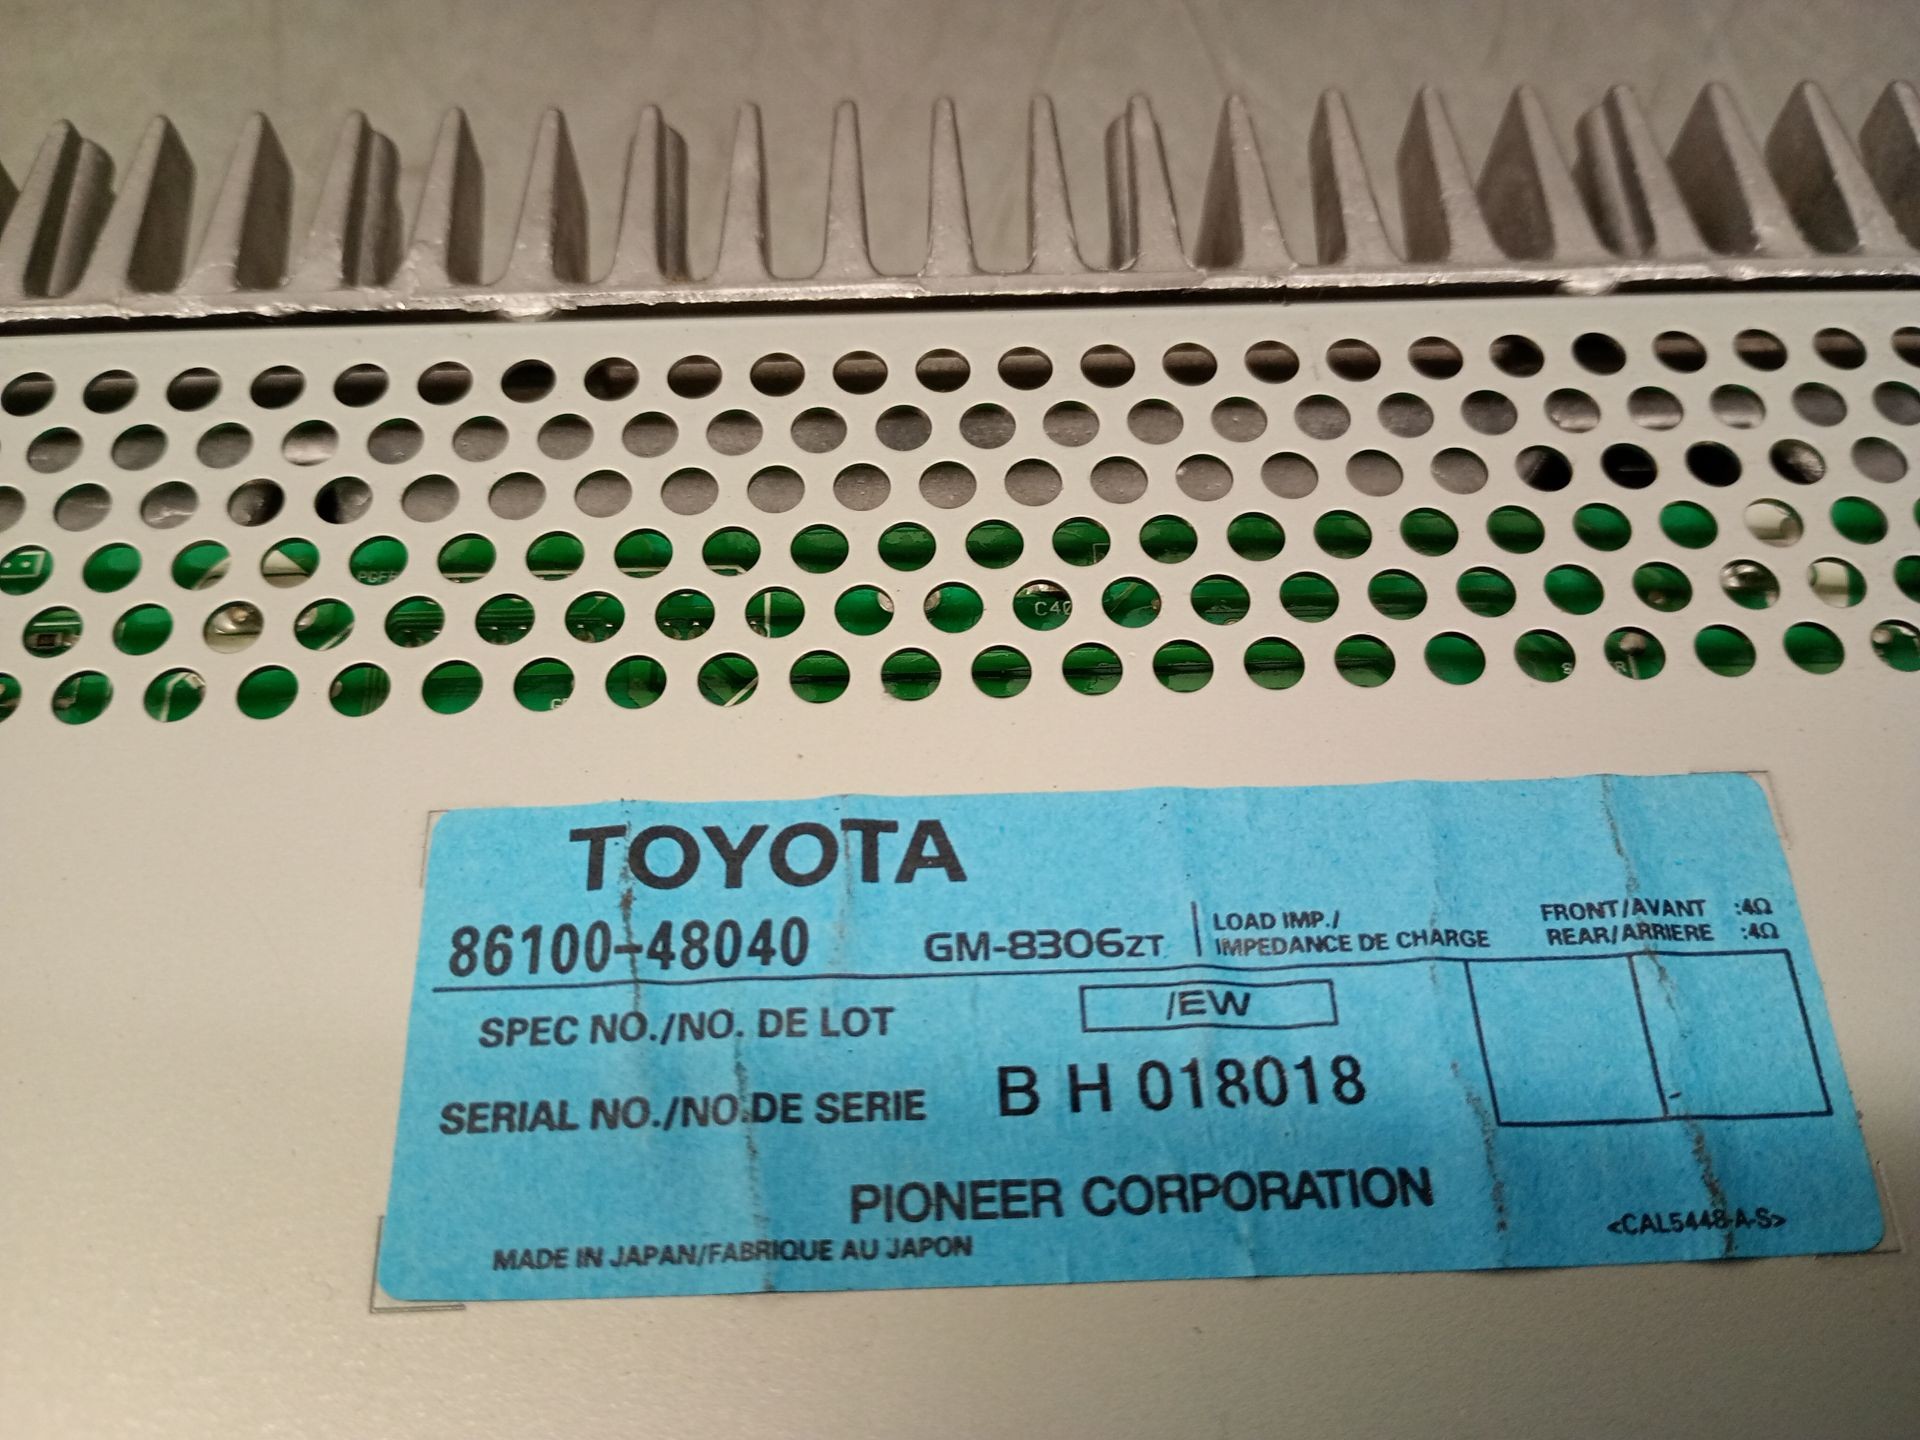 C40
TOYOTA
86100-48040 GM-8306ZT LOAD IMP./ FRONT/AVANT :4Ω
IMPEDANCE DE CHARGE REAR/ARRIERE :4Ω
SPEC NO./NO. DE LOT /EW
SERIAL NO./NO.DE SERIE B H 018018
PIONEER CORPORATION
<CAL5448-A-S>
MADE IN JAPAN/FABRIQUE AU JAPON